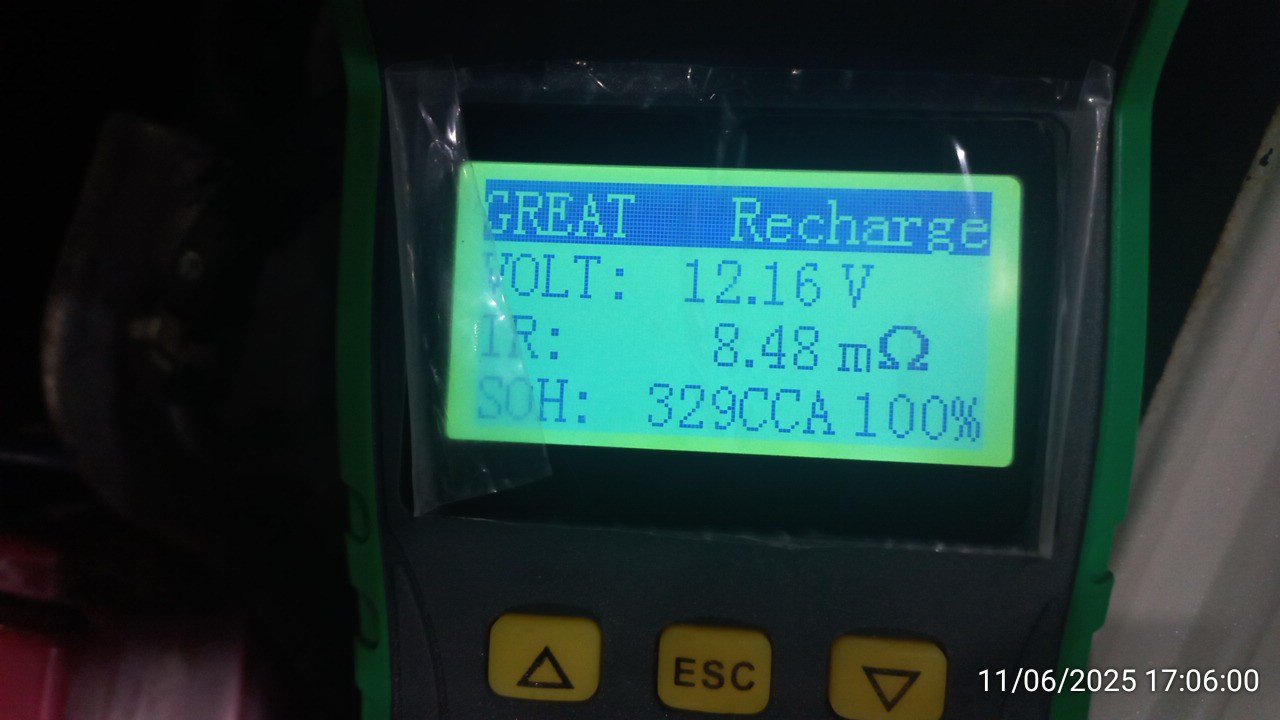 GREAT Recharge
VOLT: 12.16 V
IR: 8.48 mΩ
SOH: 329CCA 100%
ESC
11/06/2025 17:06:00